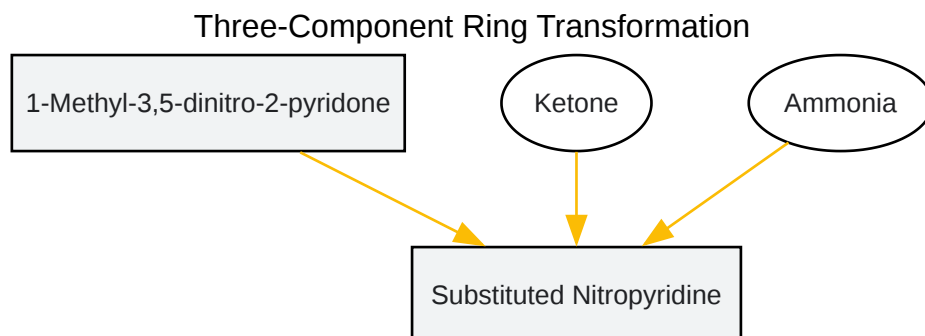 Three-Component Ring Transformation
1-Methyl-3,5-dinitro-2-pyridone
Ketone
Ammonia
Substituted Nitropyridine